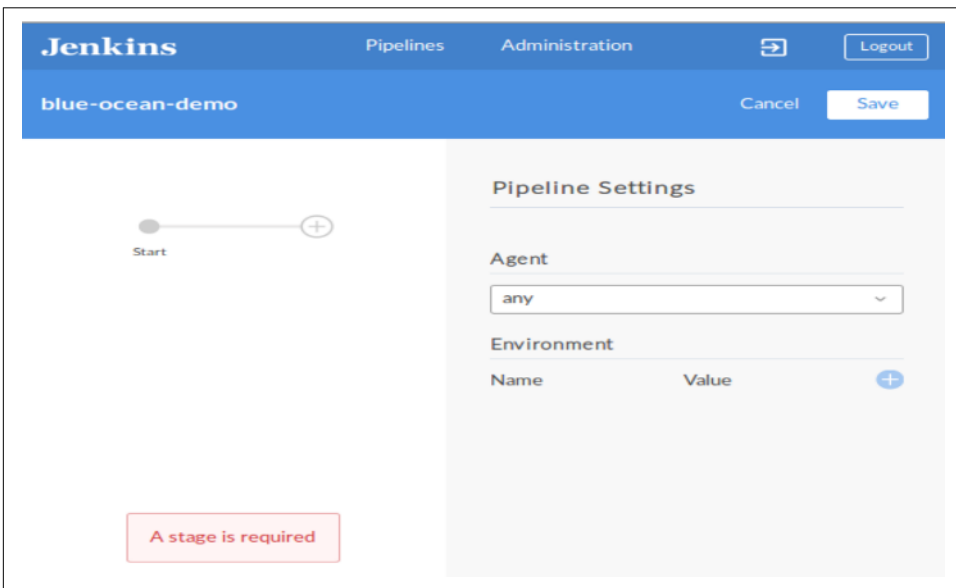 Jenkins Pipelines Administration Logout
blue-ocean-demo Cancel Save
Pipeline Settings
Start
Agent
any
Environment
Name Value
A stage is required